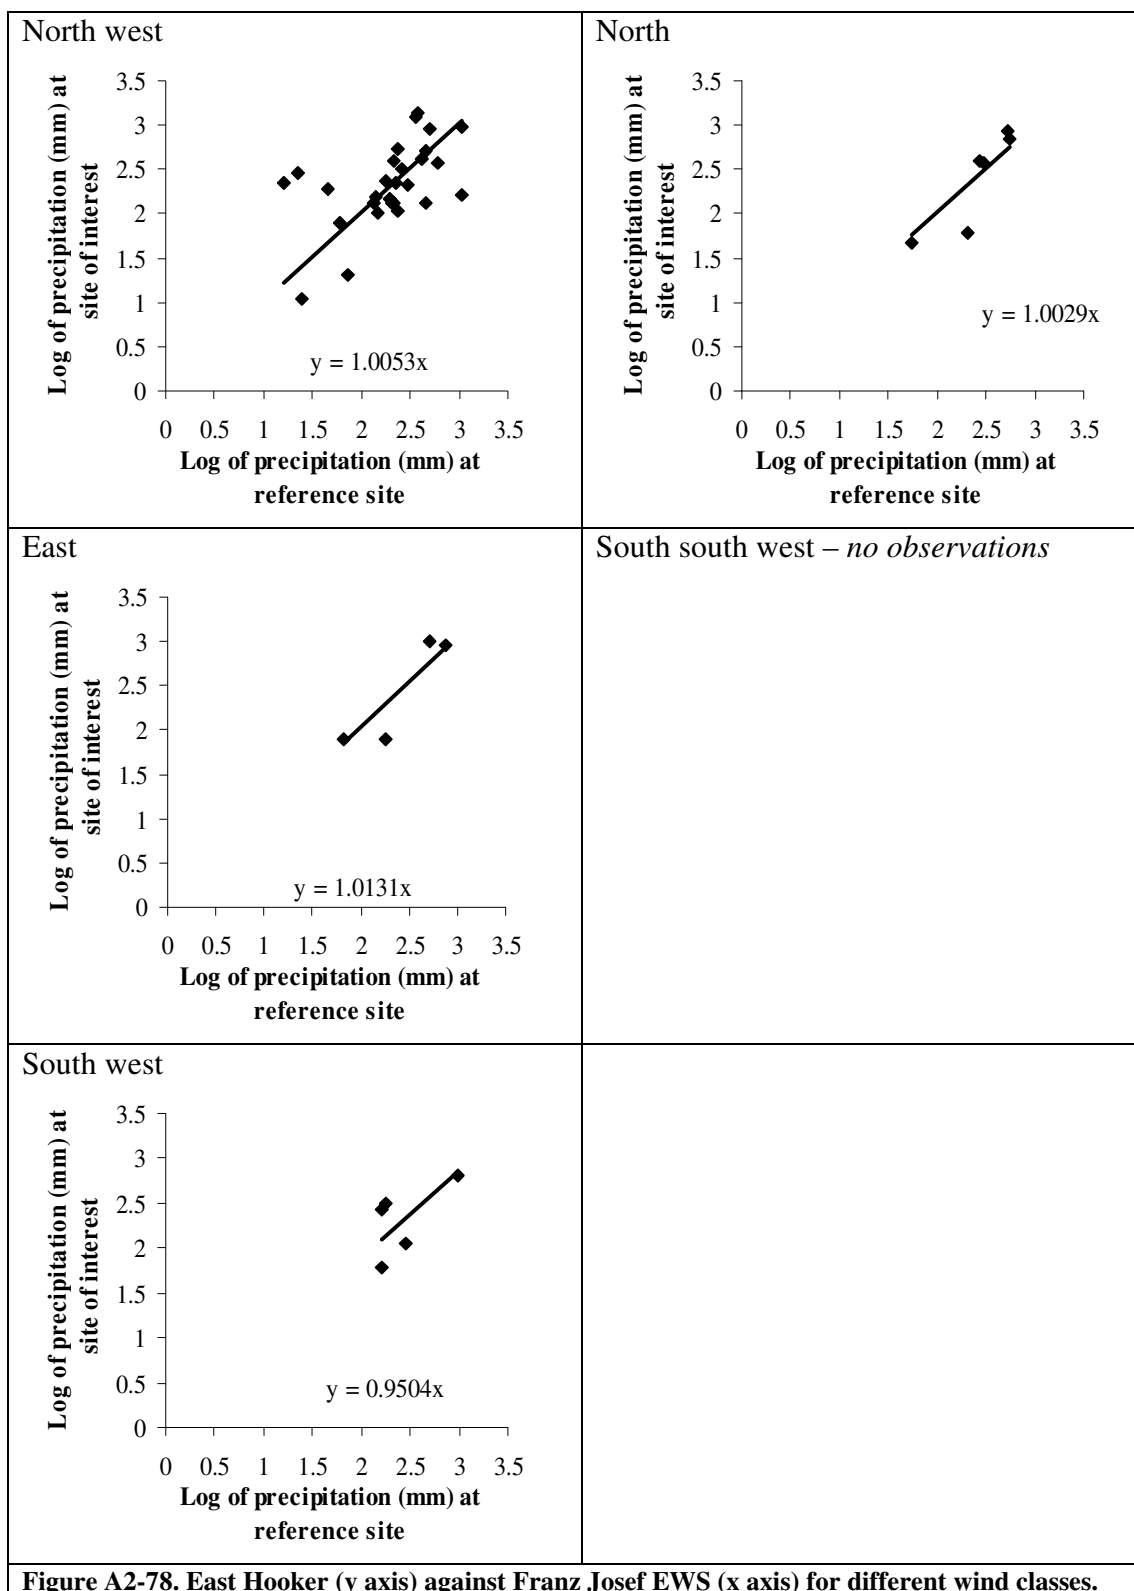 North west
Log of precipitation (mm) at
site of interest
3.5
3
2.5
2
1.5
1
0.5
0
y = 1.0053x
0 0.5 1 1.5 2 2.5 3 3.5
Log of precipitation (mm) at
reference site
North
Log of precipitation (mm) at
site of interest
3.5
3
2.5
2
1.5
1
0.5
0
y = 1.0029x
0 0.5 1 1.5 2 2.5 3 3.5
Log of precipitation (mm) at
reference site
East
Log of precipitation (mm) at
site of interest
3.5
3
2.5
2
1.5
1
0.5
0
y = 1.0131x
0 0.5 1 1.5 2 2.5 3 3.5
Log of precipitation (mm) at
reference site
South south west – no observations
South west
Log of precipitation (mm) at
site of interest
3.5
3
2.5
2
1.5
1
0.5
0
y = 0.9504x
0 0.5 1 1.5 2 2.5 3 3.5
Log of precipitation (mm) at
reference site
Figure A2-78. East Hooker (y axis) against Franz Josef EWS (x axis) for different wind classes.